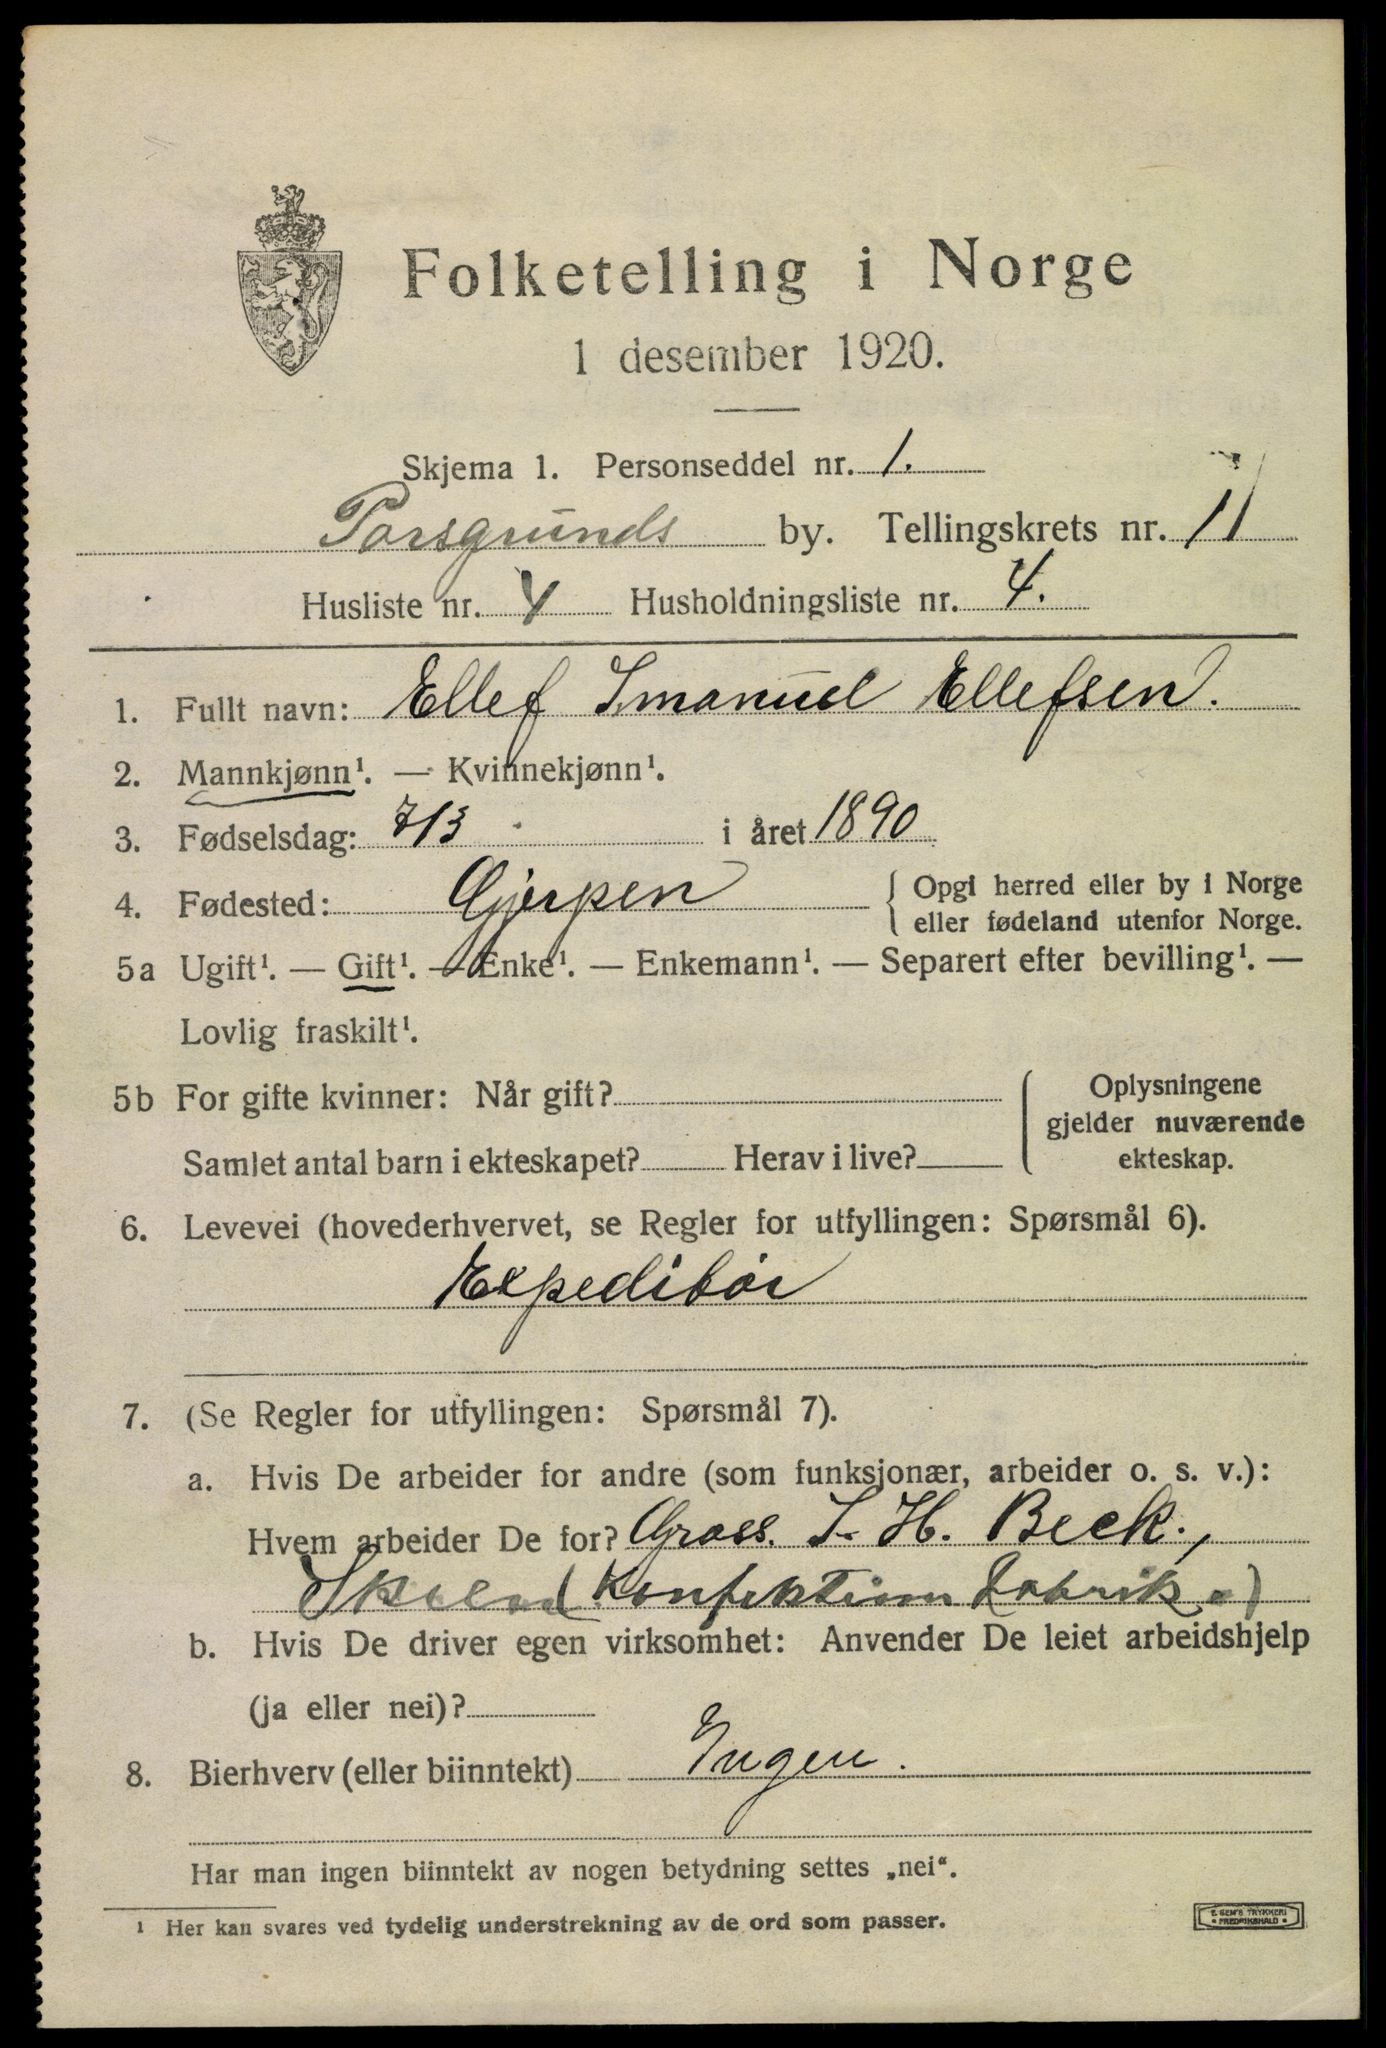 Folketelling i Norge
1 desember 1920.
Skjema 1. Personseddel nr. 1.
Porsgrunds by. Tellingskrets nr. 11
Husliste nr. 4 Husholdningsliste nr. 4.
1. Fullt navn: Ellef Imanuel Ellefsen.
2. Mannkjønn¹. — Kvinnekjønn¹.
3. Fødselsdag: 7/3 i året 1890
4. Fødested: Gjerpen { Opgi herred eller by i Norge
eller fødeland utenfor Norge.
5a Ugift¹. — Gift¹. — Enke¹. — Enkemann¹. — Separert efter bevilling¹. —
Lovlig fraskilt¹.
5b For gifte kvinner: Når gift? { Oplysningene
gjelder nuværende
Samlet antal barn i ekteskapet? Herav i live? ekteskap.
6. Levevei (hovederhvervet, se Regler for utfyllingen: Spørsmål 6).
Expeditør
7. (Se Regler for utfyllingen: Spørsmål 7).
a. Hvis De arbeider for andre (som funksjonær, arbeider o. s. v.):
Hvem arbeider De for? Gross. I. H. Beck.,
(Konfektions fabrik)
b. Hvis De driver egen virksomhet: Anvender De leiet arbeidshjelp
(ja eller nei)?
8. Bierhverv (eller biinntekt) Ingen.
Har man ingen biinntekt av nogen betydning settes „nei“.
¹ Her kan svares ved tydelig understrekning av de ord som passer.
E. SEM'S TRYKKERI
FREDRIKSHALD